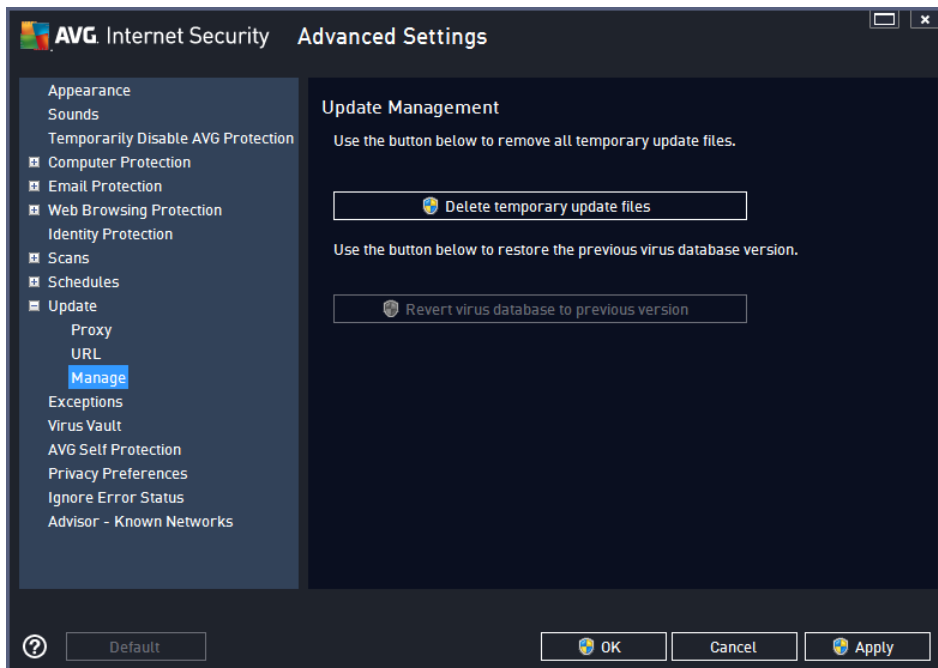 AVG. Internet Security Advanced Settings
Appearance
Sounds
Temporarily Disable AVG Protection
Computer Protection
Email Protection
Web Browsing Protection
Identity Protection
Scans
Schedules
Update
Proxy
URL
Manage
Exceptions
Virus Vault
AVG Self Protection
Privacy Preferences
Ignore Error Status
Advisor - Known Networks
Update Management
Use the button below to remove all temporary update files.
Delete temporary update files
Use the button below to restore the previous virus database version.
Revert virus database to previous version
? Default OK Cancel Apply